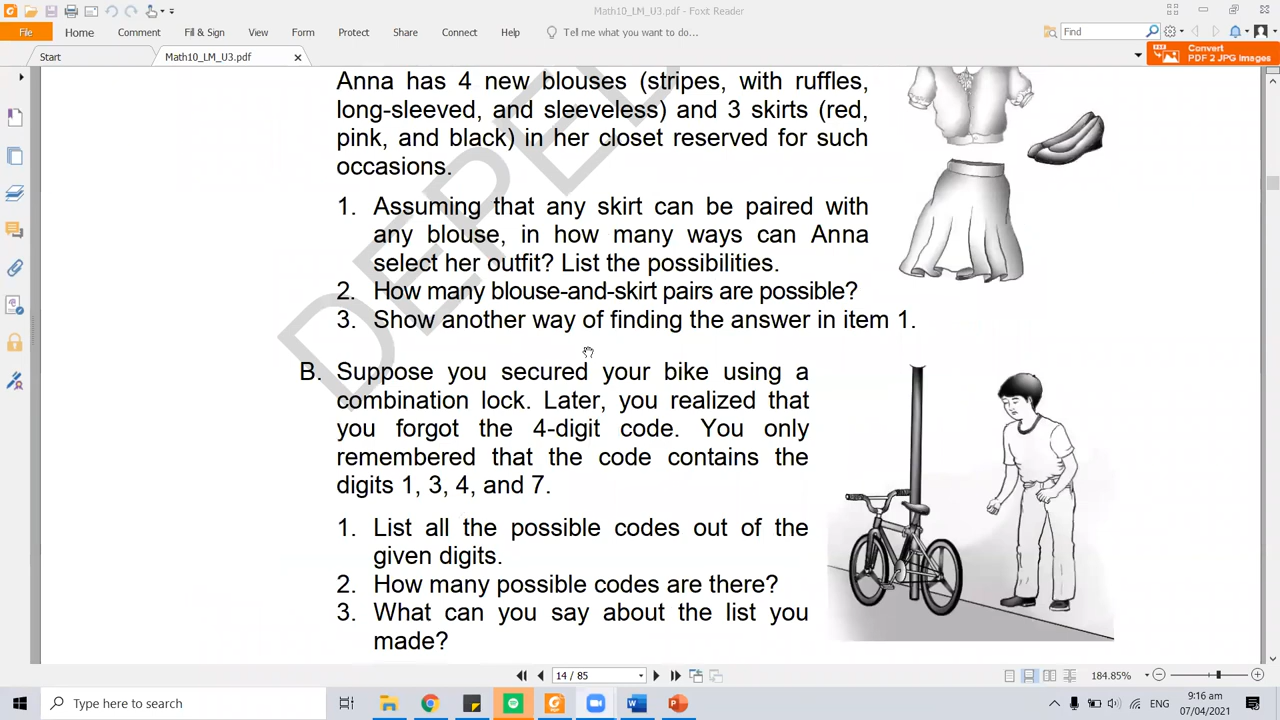 Math10_LM_U3.pdf - Foxit Reader
File Home Comment Fill & Sign View Form Protect Share Connect Help Tell me what you want to do... Find
Start Math10_LM_U3.pdf Convert
PDF 2 JPG Images
Anna has 4 new blouses (stripes, with ruffles,
long-sleeved, and sleeveless) and 3 skirts (red,
pink, and black) in her closet reserved for such
occasions.
1. Assuming that any skirt can be paired with
any blouse, in how many ways can Anna
select her outfit? List the possibilities.
2. How many blouse-and-skirt pairs are possible?
3. Show another way of finding the answer in item 1.
B. Suppose you secured your bike using a
combination lock. Later, you realized that
you forgot the 4-digit code. You only
remembered that the code contains the
digits 1, 3, 4, and 7.
1. List all the possible codes out of the
given digits.
2. How many possible codes are there?
3. What can you say about the list you
made?
DEPED
14 / 85 184.85%
Type here to search 9:16 am
07/04/2021